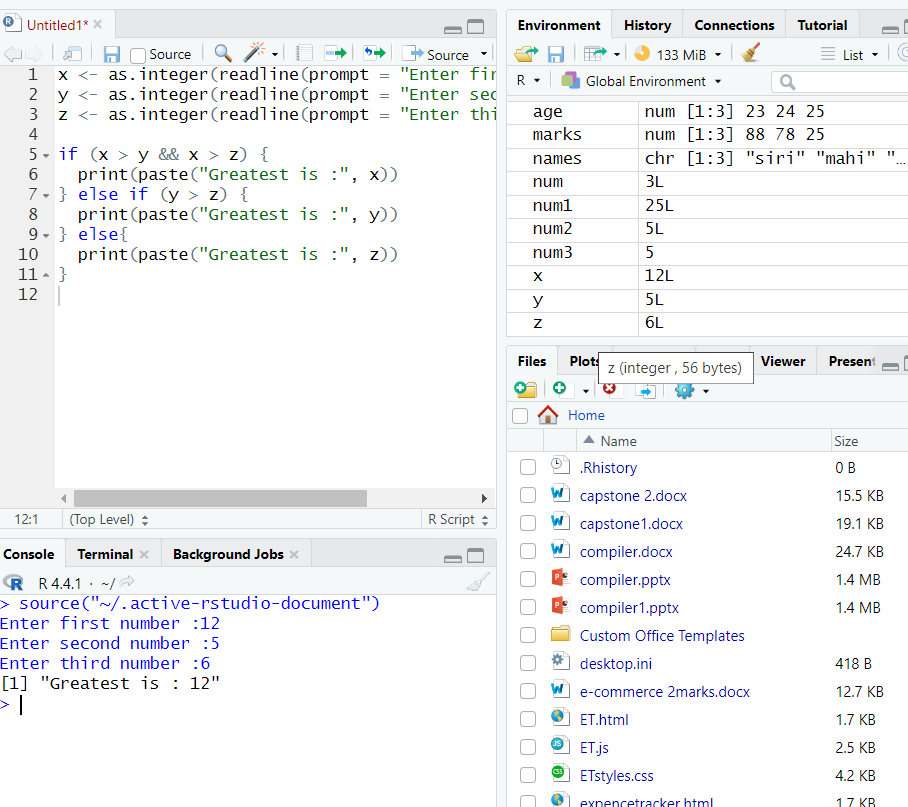 Untitled1*
Source
Source
1 x <- as.integer(readline(prompt = "Enter fir
2 y <- as.integer(readline(prompt = "Enter sec
3 z <- as.integer(readline(prompt = "Enter thi
4
5 if (x > y && x > z) {
6 print(paste("Greatest is :", x))
7 } else if (y > z) {
8 print(paste("Greatest is :", y))
9 } else{
10 print(paste("Greatest is :", z))
11 }
12
12:1 (Top Level) R Script
Console Terminal Background Jobs
R 4.4.1 · ~/
> source("~/.active-rstudio-document")
Enter first number :12
Enter second number :5
Enter third number :6
[1] "Greatest is : 12"
>
Environment History Connections Tutorial
133 MiB List
R Global Environment
age num [1:3] 23 24 25
marks num [1:3] 88 78 25
names chr [1:3] "siri" "mahi" "…
num 3L
num1 25L
num2 5L
num3 5
x 12L
y 5L
z 6L
Files Plots Viewer Present
z (integer , 56 bytes)
Home
Name Size
.Rhistory 0 B
capstone 2.docx 15.5 KB
capstone1.docx 19.1 KB
compiler.docx 24.7 KB
compiler.pptx 1.4 MB
compiler1.pptx 1.4 MB
Custom Office Templates
desktop.ini 418 B
e-commerce 2marks.docx 12.7 KB
ET.html 1.7 KB
ET.js 2.5 KB
ETstyles.css 4.2 KB
expencetracker.html 1.7 KB